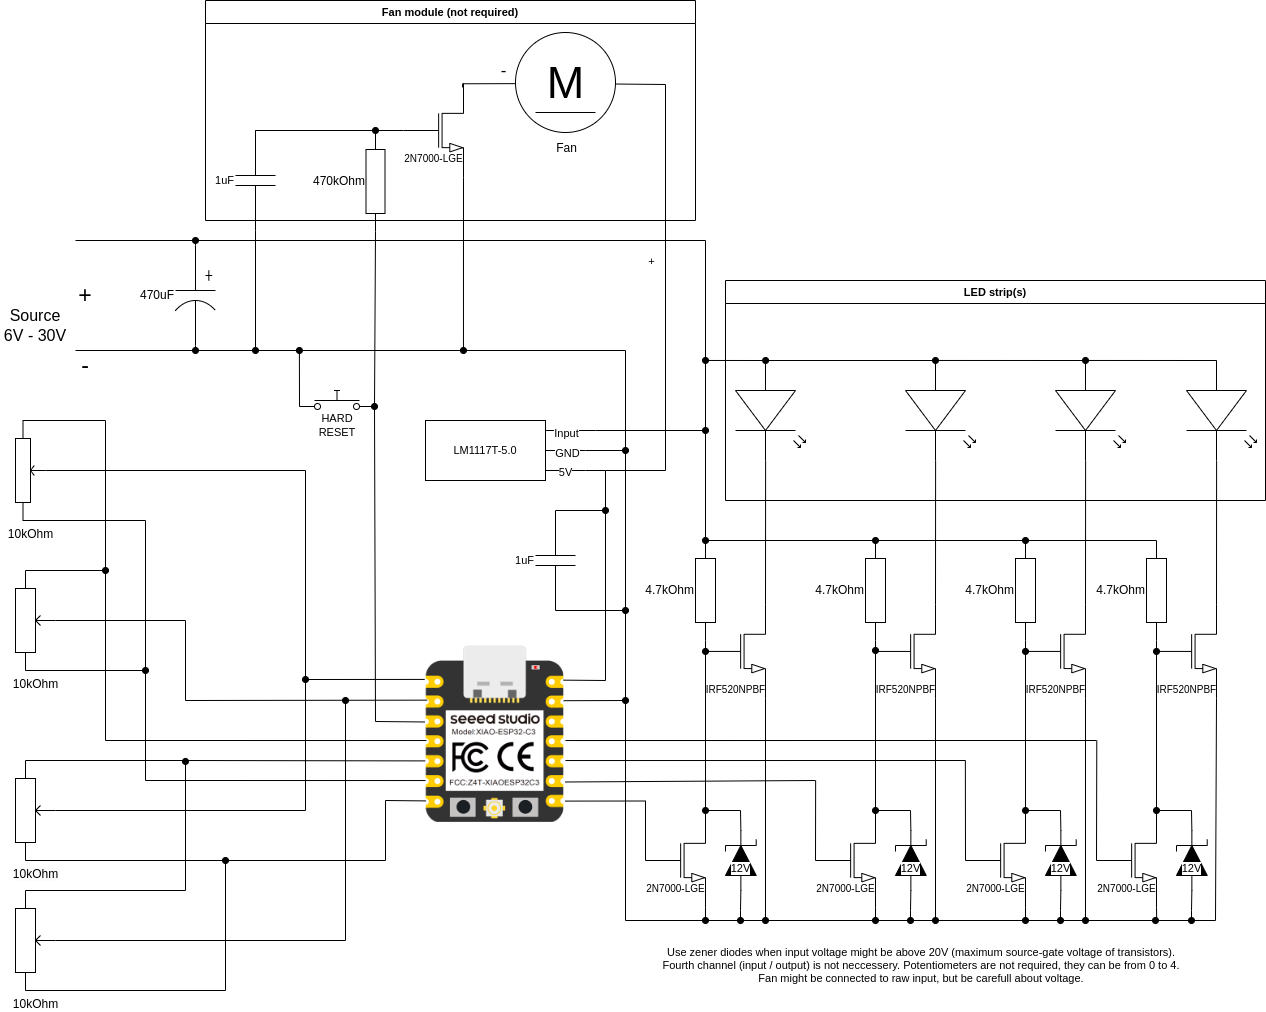 Fan module (not required)
-
M
Fan
2N7000-LGE
1uF
470kOhm
+
470uF
+
+
Source
6V - 30V
-
HARD
RESET
LM1117T-5.0
Input
GND
5V
1uF
LED strip(s)
10kOhm
10kOhm
10kOhm
10kOhm
4.7kOhm
4.7kOhm
4.7kOhm
4.7kOhm
IRF520NPBF
IRF520NPBF
IRF520NPBF
IRF520NPBF
seeed studio
Model:XIAO-ESP32-C3
FC CE
FCC:Z4T-XIAOESP32C3
12V
12V
12V
12V
2N7000-LGE
2N7000-LGE
2N7000-LGE
2N7000-LGE
Use zener diodes when input voltage might be above 20V (maximum source-gate voltage of transistors).
Fourth channel (input / output) is not neccessery. Potentiometers are not required, they can be from 0 to 4.
Fan might be connected to raw input, but be carefull about voltage.